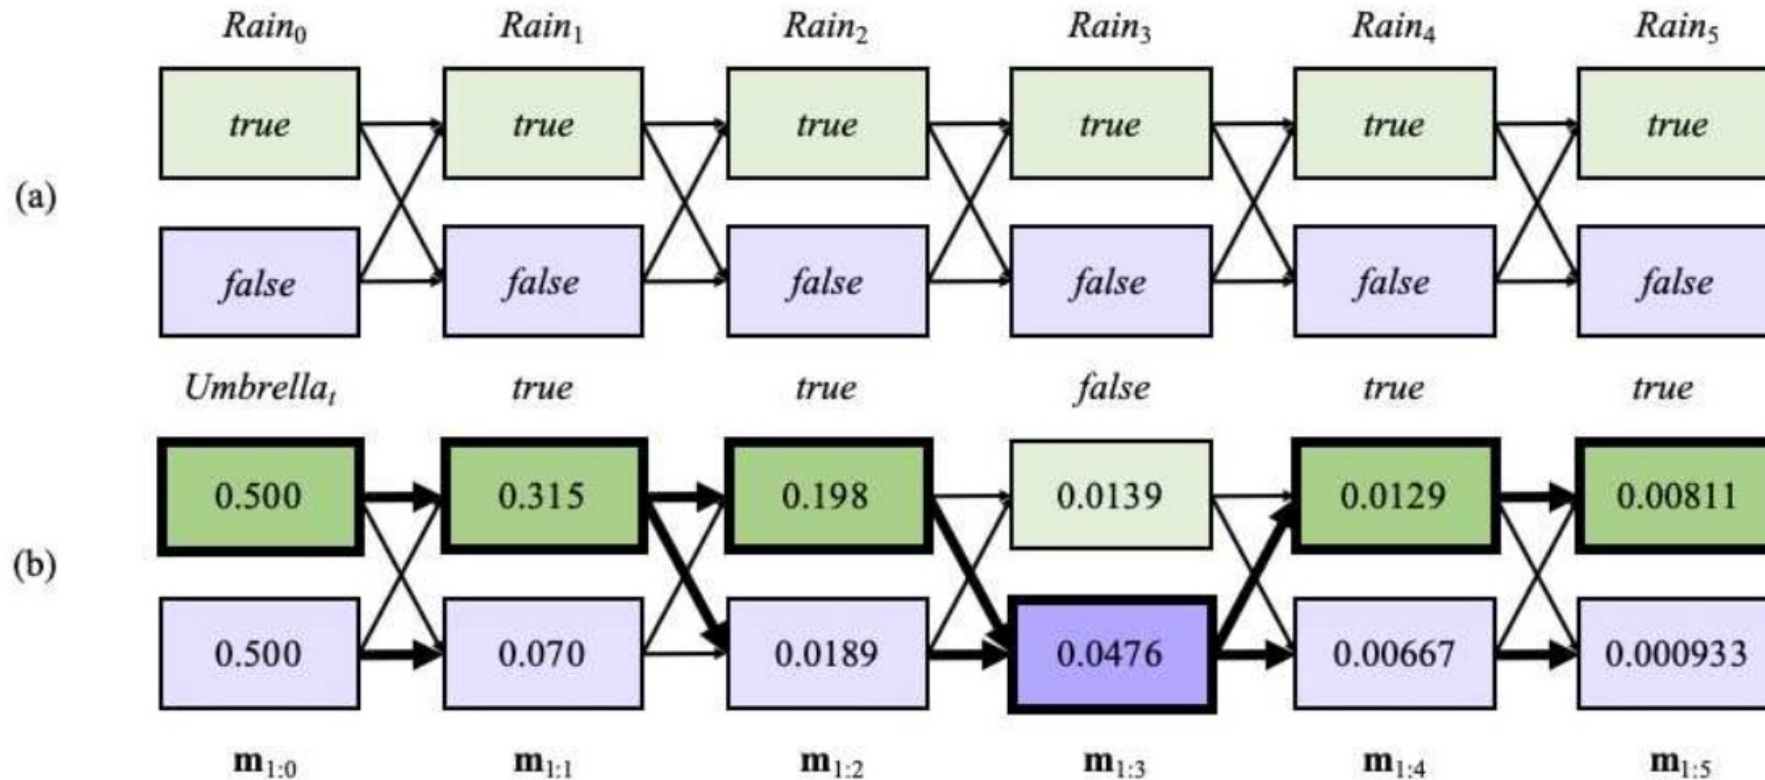 Rain₀ Rain₁ Rain₂ Rain₃ Rain₄ Rain₅
true true true true true true
(a)
false false false false false false
Umbrellaₜ true true false true true
0.500 0.315 0.198 0.0139 0.0129 0.00811
(b)
0.500 0.070 0.0189 0.0476 0.00667 0.000933
m₁:₀ m₁:₁ m₁:₂ m₁:₃ m₁:₄ m₁:₅